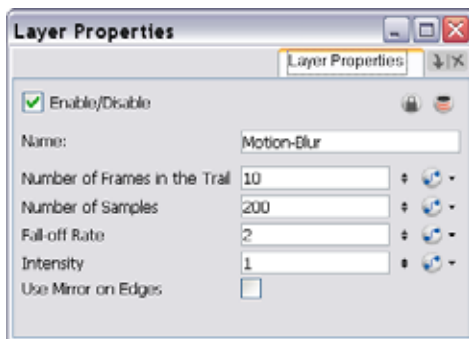 Layer Properties
Layer Properties
Enable/Disable
Name: Motion-Blur
Number of Frames in the Trail 10
Number of Samples 200
Fall-off Rate 2
Intensity 1
Use Mirror on Edges